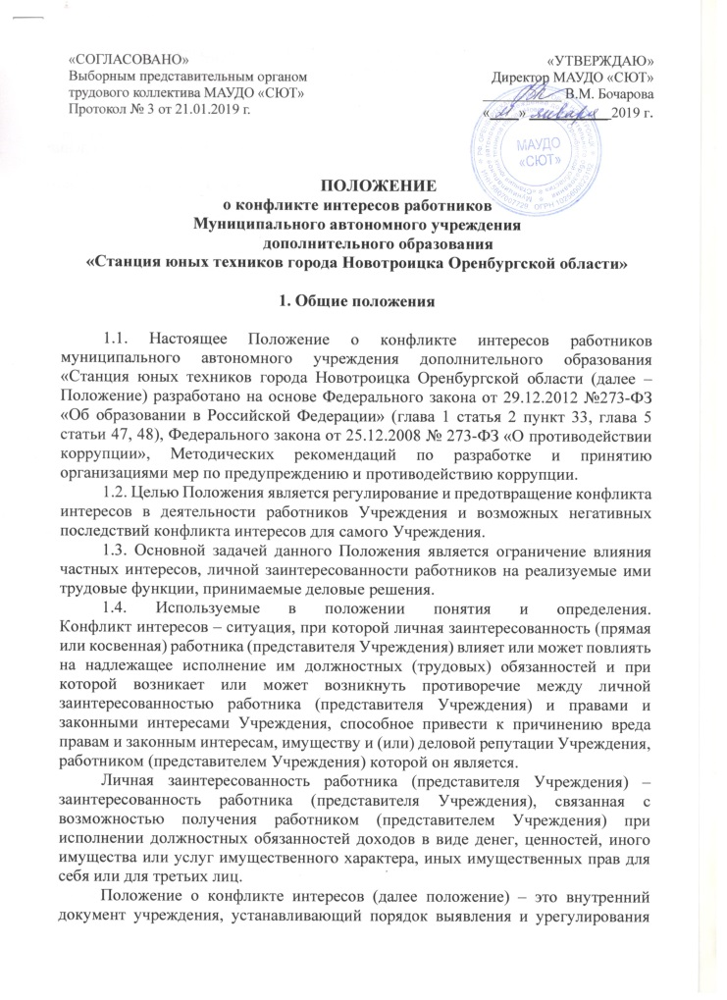 «СОГЛАСОВАНО»
Выборным представительным органом
трудового коллектива МАУДО «СЮТ»
Протокол № 3 от 21.01.2019 г.
«УТВЕРЖДАЮ»
Директор МАУДО «СЮТ»
В.М. Бочарова
«21» января 2019 г.
МАУДО
«СЮТ»
ПОЛОЖЕНИЕ
о конфликте интересов работников
Муниципального автономного учреждения
дополнительного образования
«Станция юных техников города Новотроицка Оренбургской области»
1. Общие положения
1.1. Настоящее Положение о конфликте интересов работников
муниципального автономного учреждения дополнительного образования
«Станция юных техников города Новотроицка Оренбургской области (далее –
Положение) разработано на основе Федерального закона от 29.12.2012 №273-ФЗ
«Об образовании в Российской Федерации» (глава 1 статья 2 пункт 33, глава 5
статьи 47, 48), Федерального закона от 25.12.2008 № 273-ФЗ «О противодействии
коррупции», Методических рекомендаций по разработке и принятию
организациями мер по предупреждению и противодействию коррупции.
1.2. Целью Положения является регулирование и предотвращение конфликта
интересов в деятельности работников Учреждения и возможных негативных
последствий конфликта интересов для самого Учреждения.
1.3. Основной задачей данного Положения является ограничение влияния
частных интересов, личной заинтересованности работников на реализуемые ими
трудовые функции, принимаемые деловые решения.
1.4. Используемые в положении понятия и определения.
Конфликт интересов – ситуация, при которой личная заинтересованность (прямая
или косвенная) работника (представителя Учреждения) влияет или может повлиять
на надлежащее исполнение им должностных (трудовых) обязанностей и при
которой возникает или может возникнуть противоречие между личной
заинтересованностью работника (представителя Учреждения) и правами и
законными интересами Учреждения, способное привести к причинению вреда
правам и законным интересам, имуществу и (или) деловой репутации Учреждения,
работником (представителем Учреждения) которой он является.
Личная заинтересованность работника (представителя Учреждения) –
заинтересованность работника (представителя Учреждения), связанная с
возможностью получения работником (представителем Учреждения) при
исполнении должностных обязанностей доходов в виде денег, ценностей, иного
имущества или услуг имущественного характера, иных имущественных прав для
себя или для третьих лиц.
Положение о конфликте интересов (далее положение) – это внутренний
документ учреждения, устанавливающий порядок выявления и урегулирования